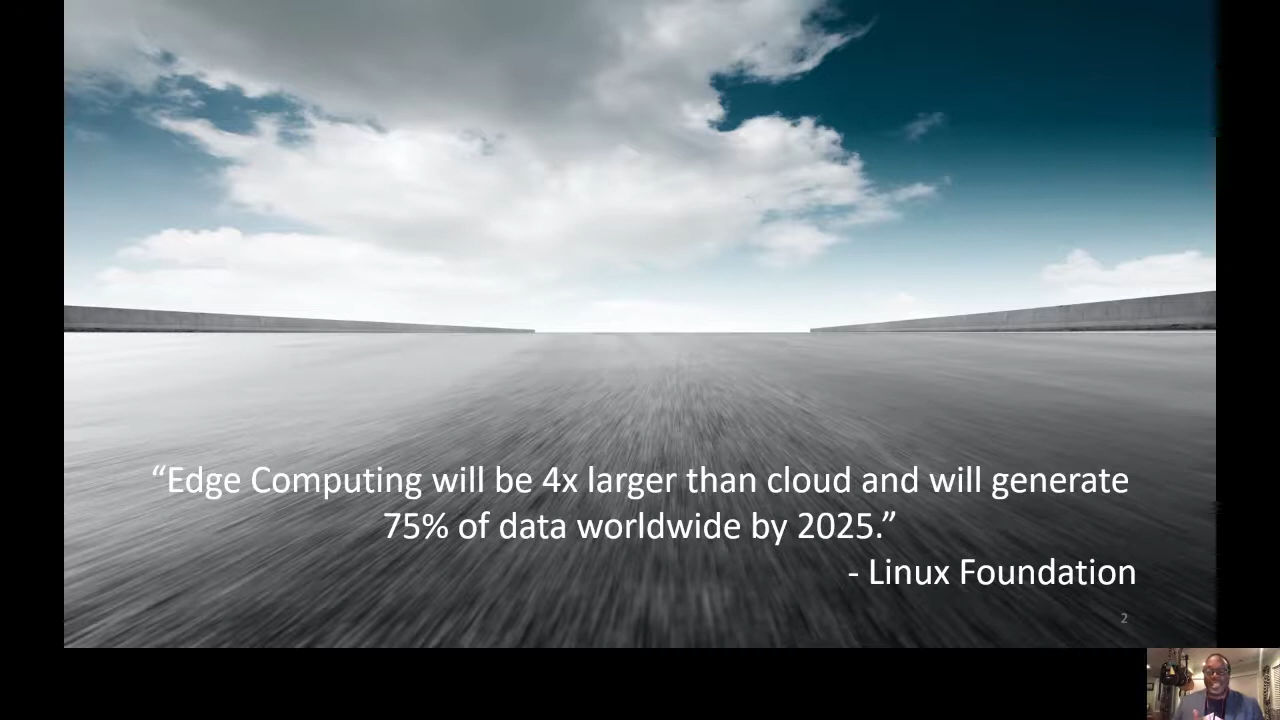 “Edge Computing will be 4x larger than cloud and will generate
75% of data worldwide by 2025.”
- Linux Foundation
2